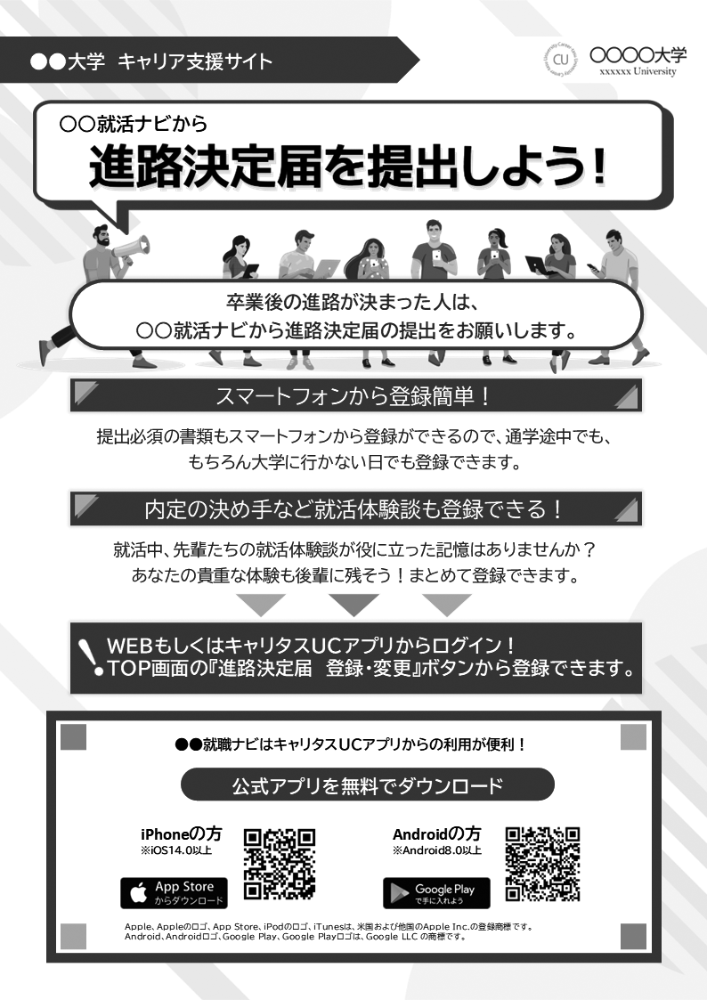 ●●大学 キャリア支援サイト
CU
〇〇〇〇大学
xxxxxx University
〇〇就活ナビから
進路決定届を提出しよう！
卒業後の進路が決まった人は、
〇〇就活ナビから進路決定届の提出をお願いします。
スマートフォンから登録簡単！
提出必須の書類もスマートフォンから登録ができるので、通学途中でも、
もちろん大学に行かない日でも登録できます。
内定の決め手など就活体験談も登録できる！
就活中、先輩たちの就活体験談が役に立った記憶はありませんか？
あなたの貴重な体験も後輩に残そう！まとめて登録できます。
WEBもしくはキャリタスUCアプリからログイン！
TOP画面の『進路決定届 登録・変更』ボタンから登録できます。
●●就職ナビはキャリタスUCアプリからの利用が便利！
公式アプリを無料でダウンロード
iPhoneの方
※iOS14.0以上
App Store
からダウンロード
Androidの方
※Android8.0以上
Google Play
で手に入れよう
Apple、Appleのロゴ、App Store、iPodのロゴ、iTunesは、米国および他国のApple Inc.の登録商標です。
Android、Androidロゴ、Google Play、Google Playロゴは、Google LLC の商標です。